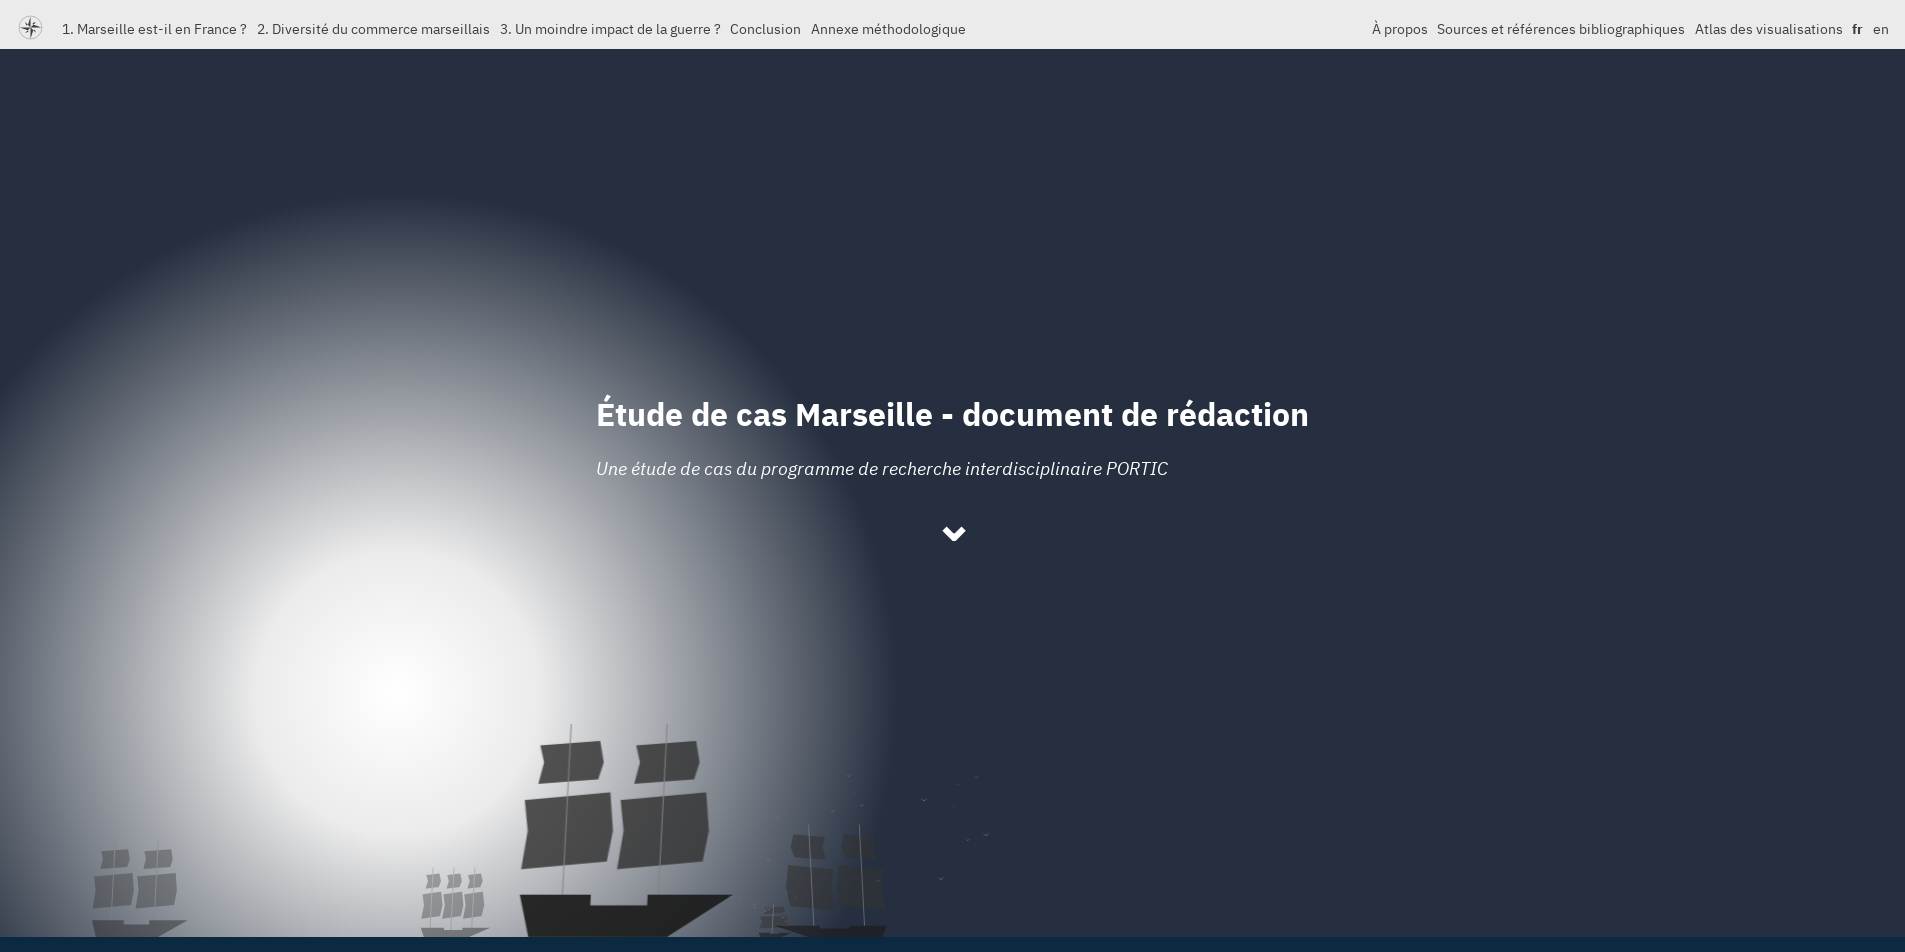 1. Marseille est-il en France ? 2. Diversité du commerce marseillais 3. Un moindre impact de la guerre ? Conclusion Annexe méthodologique À propos Sources et références bibliographiques Atlas des visualisations fr en
Étude de cas Marseille - document de rédaction
Une étude de cas du programme de recherche interdisciplinaire PORTIC